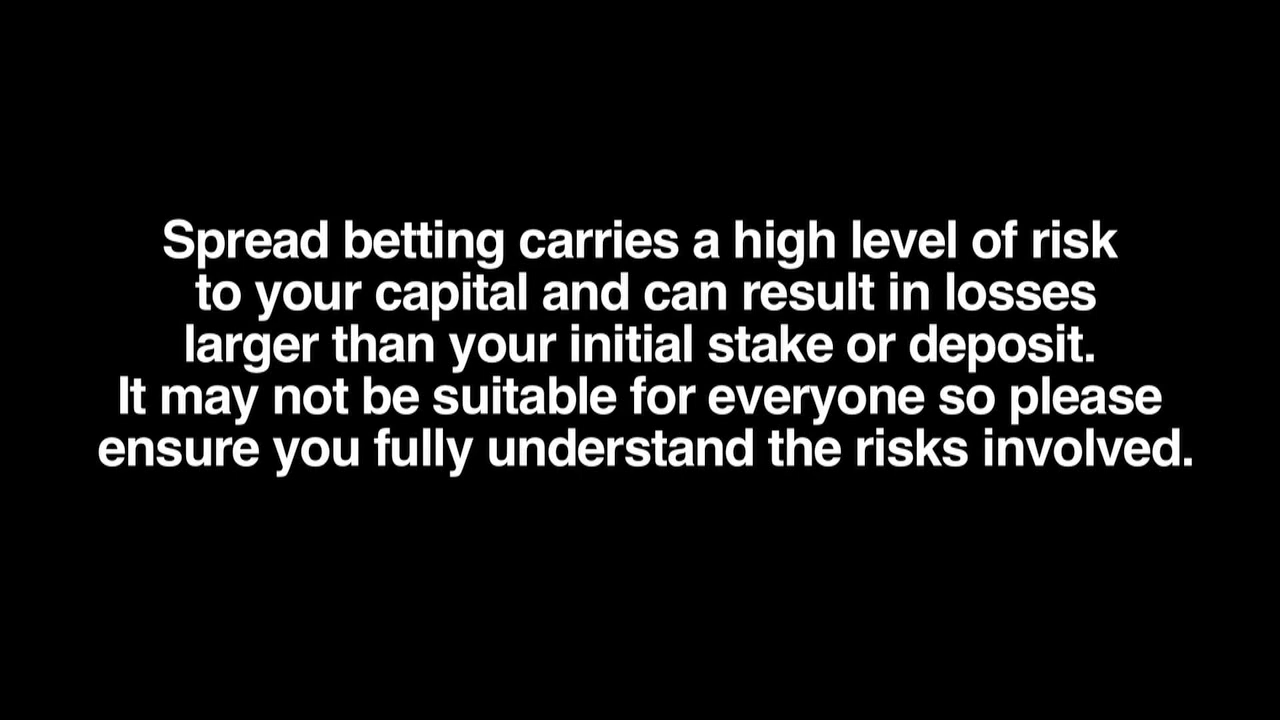 Spread betting carries a high level of risk
to your capital and can result in losses
larger than your initial stake or deposit.
It may not be suitable for everyone so please
ensure you fully understand the risks involved.